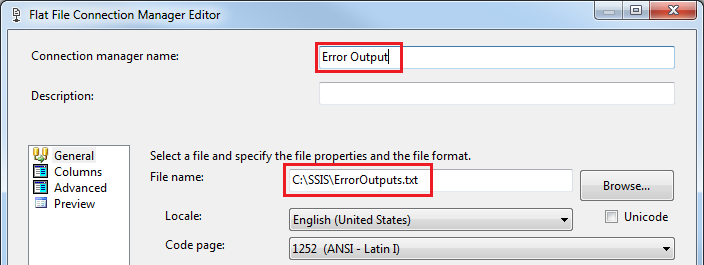 Flat File Connection Manager Editor
Connection manager name: Error Output
Description:
General
Columns
Advanced
Preview
Select a file and specify the file properties and the file format.
File name: C:\SSIS\ErrorOutputs.txt Browse...
Locale: English (United States) Unicode
Code page: 1252 (ANSI - Latin I)